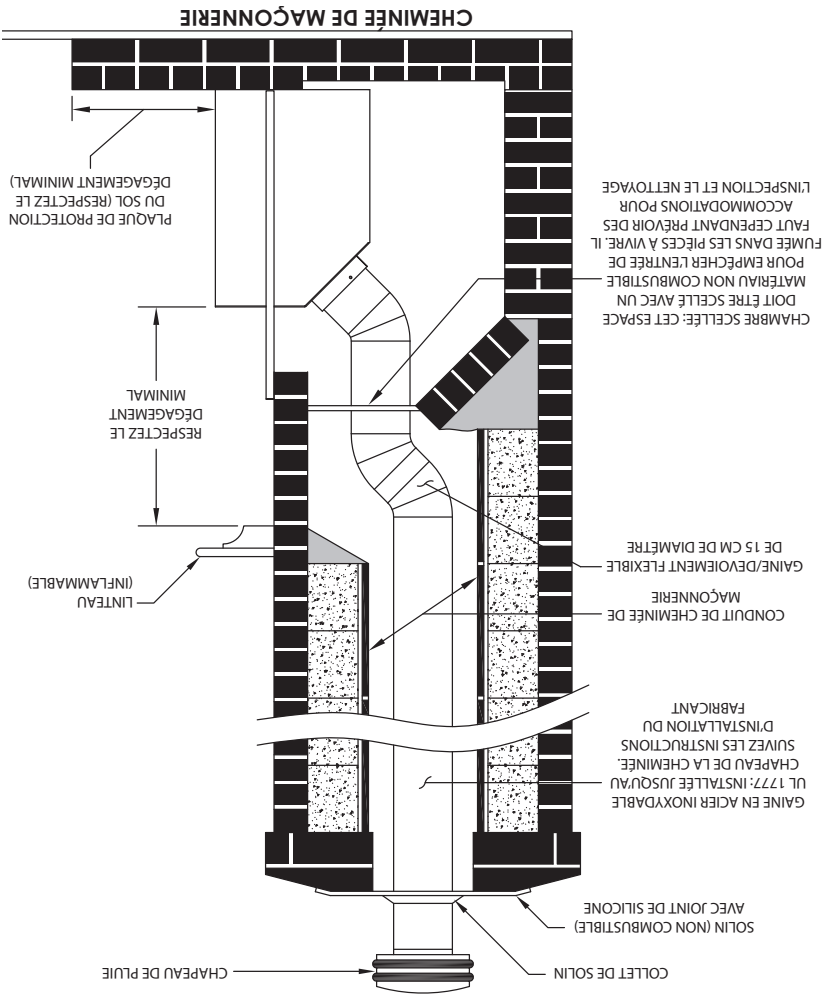 COLLET DE SOLIN
CHAPEAU DE PLUIE
SOLIN (NON COMBUSTIBLE)
AVEC JOINT DE SILICONE
GAINE EN ACIER INOXYDABLE
UL 1777: INSTALLÉE JUSQU'AU
CHAPEAU DE LA CHEMINÉE.
SUIVEZ LES INSTRUCTIONS
D'INSTALLATION DU
FABRICANT
CONDUIT DE CHEMINÉE DE
MAÇONNERIE
GAINE/DEVOIEMENT FLEXIBLE
DE 15 CM DE DIAMÈTRE
LINTEAU
(INFLAMMABLE)
RESPECTEZ LE
DÉGAGEMENT
MINIMAL
CHAMBRE SCELLÉE: CET ESPACE
DOIT ÊTRE SCELLÉ AVEC UN
MATÉRIAU NON COMBUSTIBLE
POUR EMPÊCHER L'ENTRÉE DE
FUMÉE DANS LES PIÈCES À VIVRE. IL
FAUT CEPENDANT PRÉVOIR DES
ACCOMMODATIONS POUR
L'INSPECTION ET LE NETTOYAGE
PLAQUE DE PROTECTION
DU SOL (RESPECTEZ LE
DÉGAGEMENT MINIMAL)
CHEMINÉE DE MAÇONNERIE